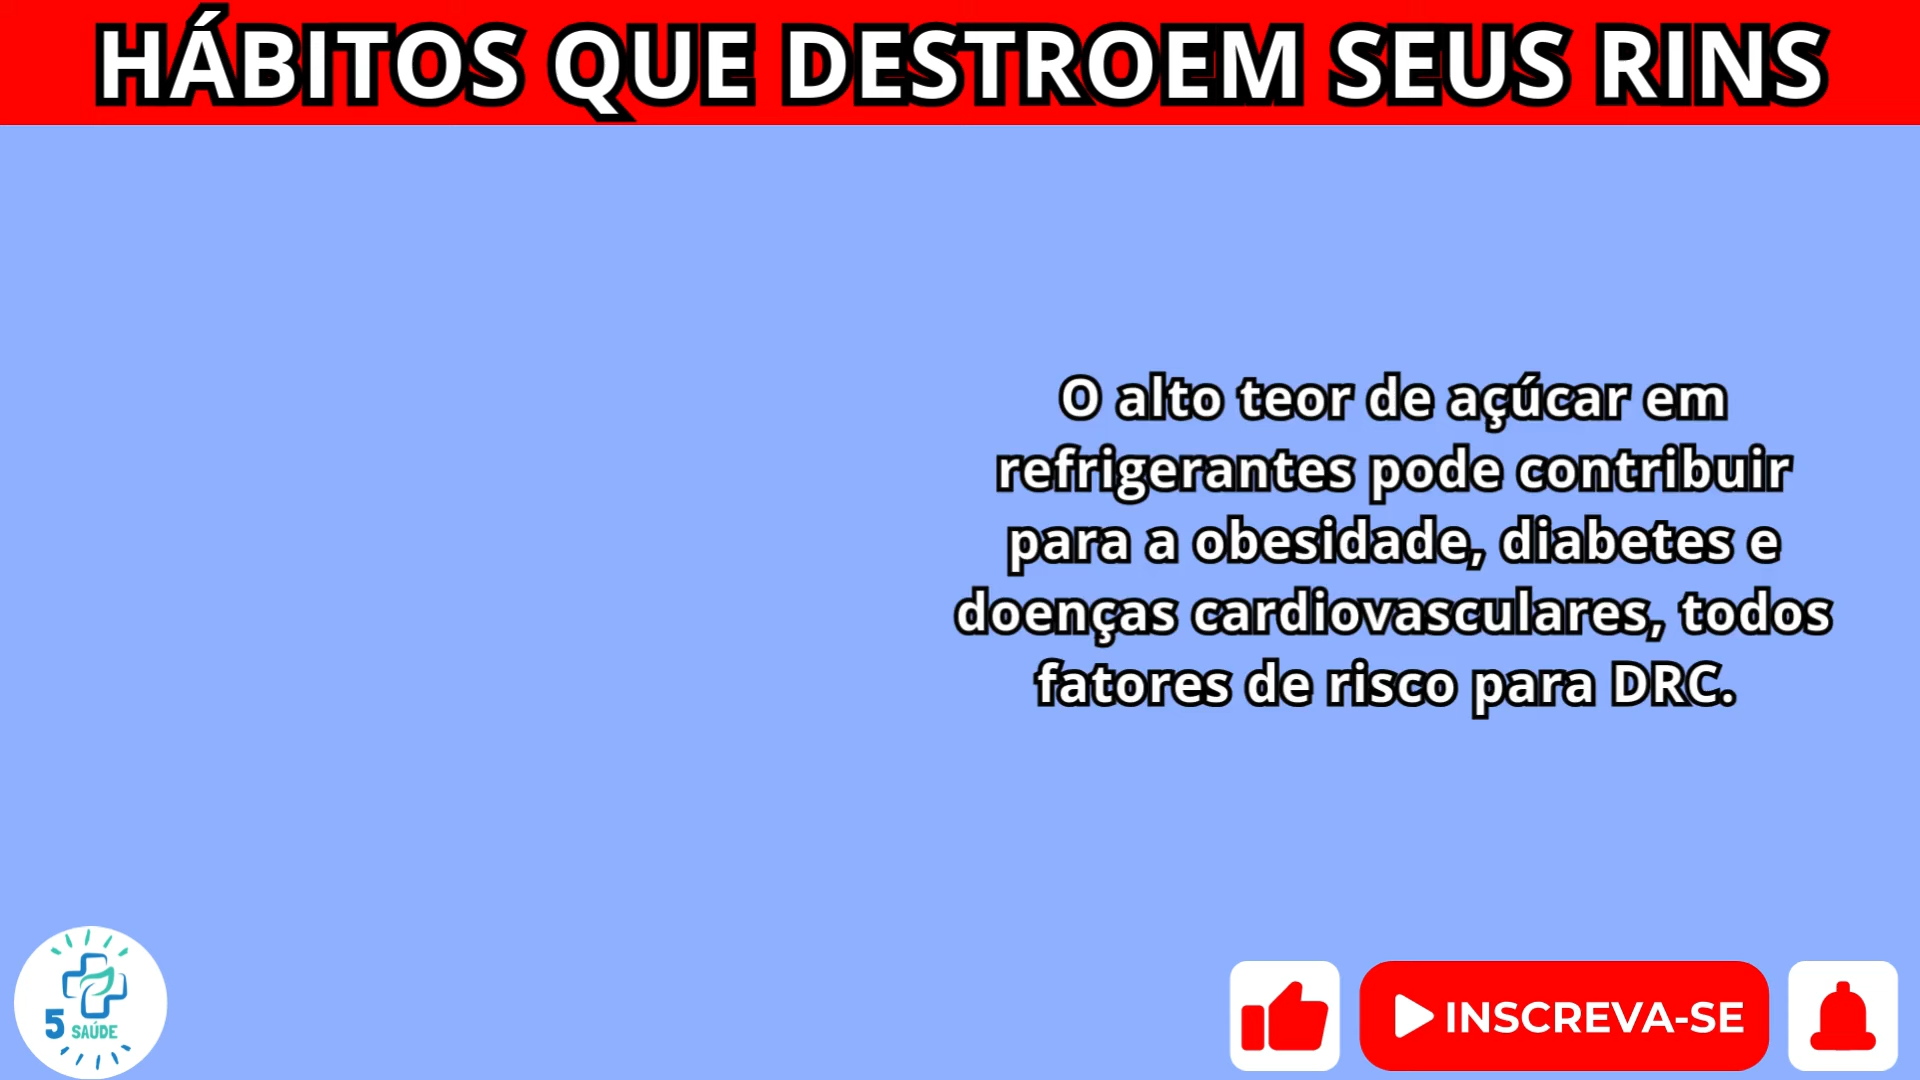 HÁBITOS QUE DESTROEM SEUS RINS
O alto teor de açúcar em
refrigerantes pode contribuir
para a obesidade, diabetes e
doenças cardiovasculares, todos
fatores de risco para DRC.
5 SAÚDE
INSCREVA-SE